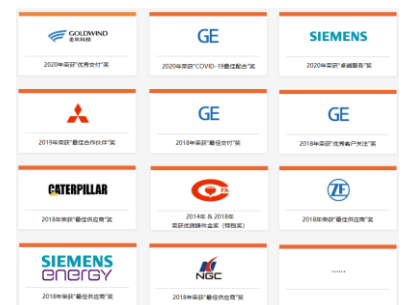 GOLDWIND
金风科技
2020年荣获"优秀交付"奖
GE
2020年荣获"COVID-19最佳配合"奖
SIEMENS
2020年荣获"卓越服务"奖
2019年荣获"最佳合作伙伴"奖
GE
2018年荣获"最佳交付"奖
GE
2018年荣获"优秀客户关注"奖
CATERPILLAR
2018年荣获"最佳供应商"奖
FA
2014年 & 2018年
荣获优质铸件金奖（特别奖）
ZF
2018年荣获"最佳供应商"奖
SIEMENS
energy
2018年荣获"最佳供应商"奖
NGC
2018年荣获"最佳供应商"奖
......